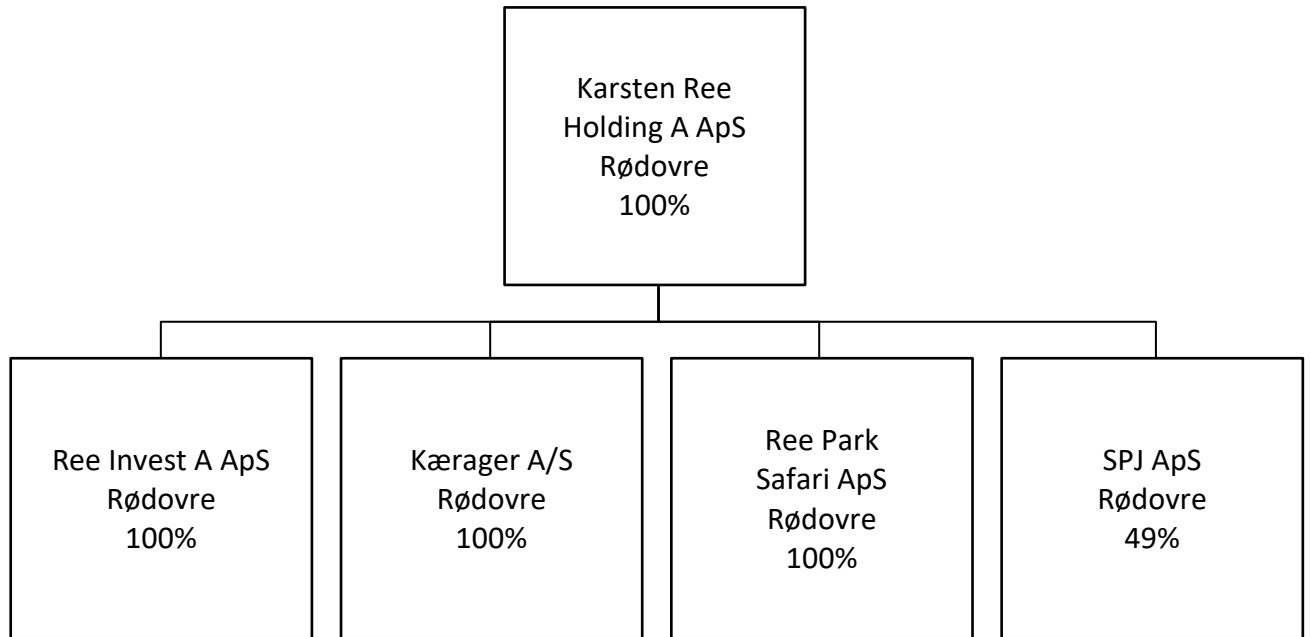 Karsten Ree
Holding A ApS
Rødovre
100%
Ree Invest A ApS
Rødovre
100%
Kærager A/S
Rødovre
100%
Ree Park
Safari ApS
Rødovre
100%
SPJ ApS
Rødovre
49%